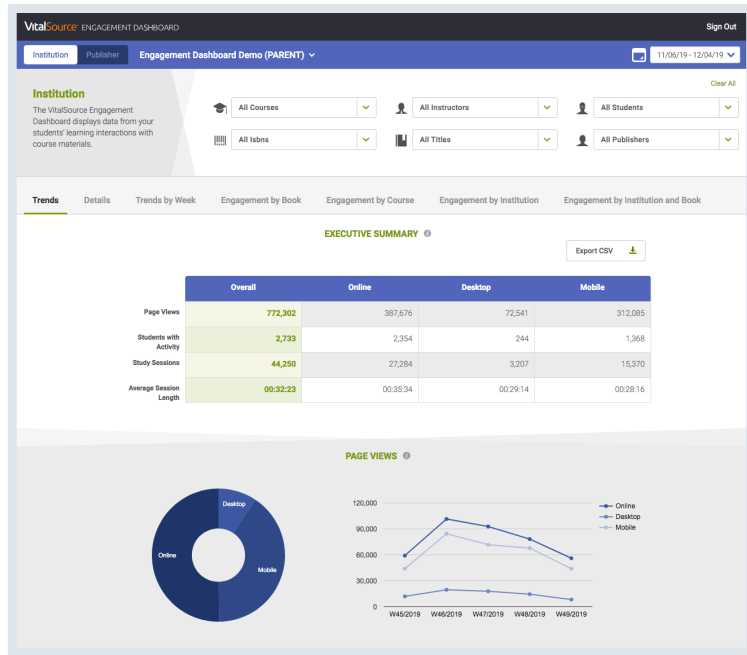 VitalSource® ENGAGEMENT DASHBOARD
Sign Out
Institution
Publisher
Engagement Dashboard Demo (PARENT)
11/06/19 - 12/04/19
Clear All
Institution
The VitalSource Engagement
Dashboard displays data from your
students' learning interactions with
course materials.
All Courses
All Instructors
All Students
All Isbns
All Titles
All Publishers
Trends
Details
Trends by Week
Engagement by Book
Engagement by Course
Engagement by Institution
Engagement by Institution and Book
EXECUTIVE SUMMARY
Export CSV
Overall Online Desktop Mobile
Page Views 772,302 387,676 72,541 312,085
Students with
Activity
2,733 2,354 244 1,368
Study Sessions 44,250 27,284 3,207 15,370
Average Session
Length
00:32:23 00:35:34 00:29:14 00:28:16
PAGE VIEWS
Desktop
Online
Mobile
120,000
90,000
60,000
30,000
0
W45/2019 W46/2019 W47/2019 W48/2019 W49/2019
Online
Desktop
Mobile